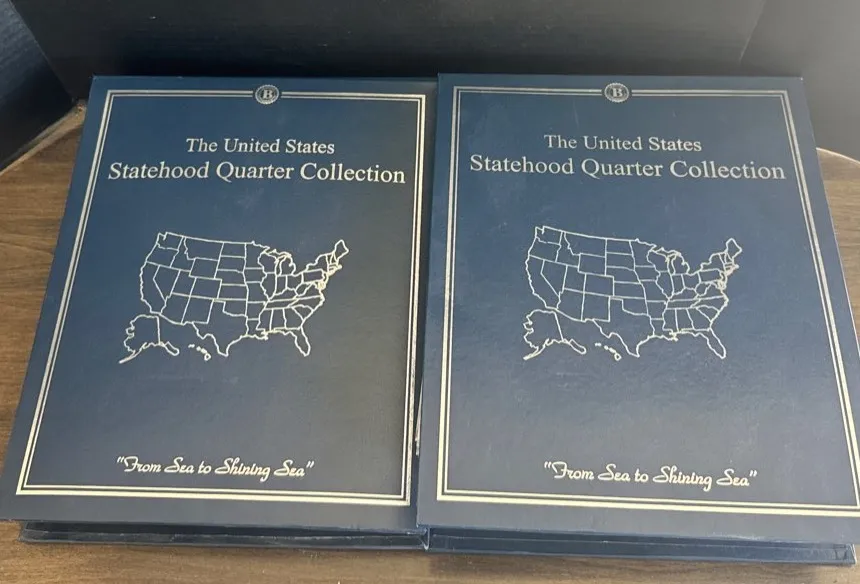 B
The United States
Statehood Quarter Collection
"From Sea to Shining Sea"
B
The United States
Statehood Quarter Collection
"From Sea to Shining Sea"